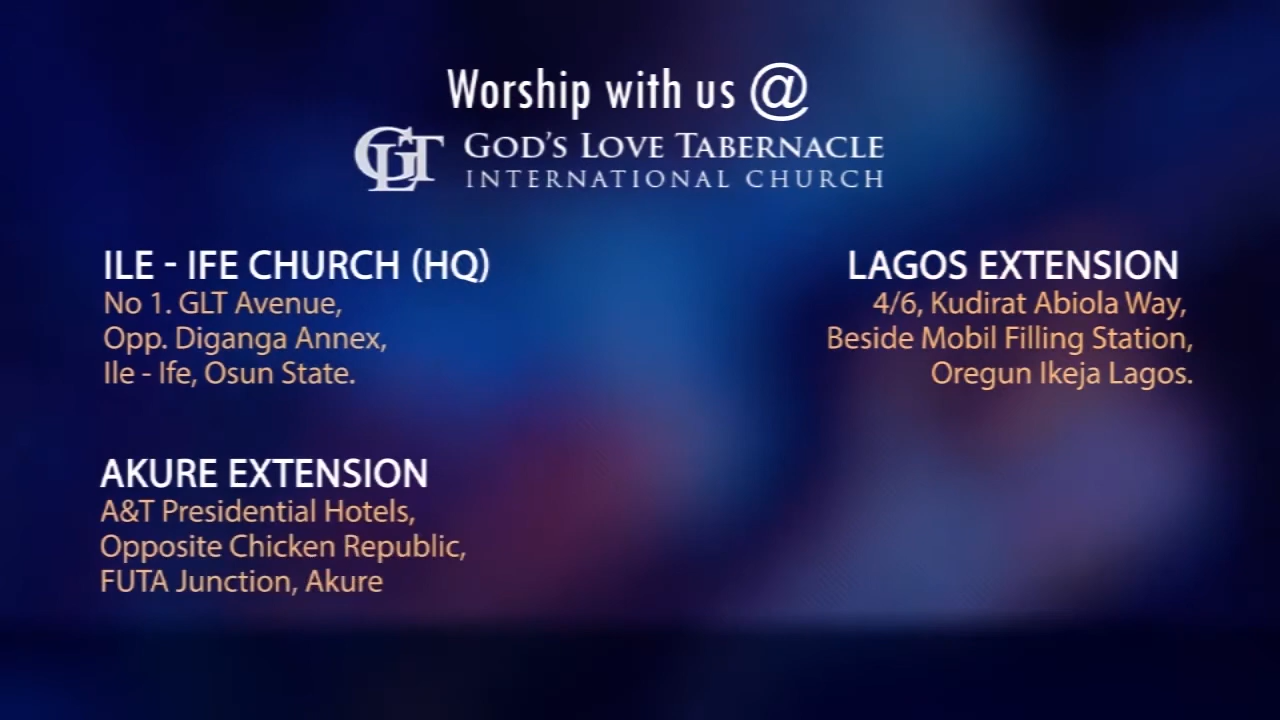 Worship with us @
GLT GOD'S LOVE TABERNACLE
INTERNATIONAL CHURCH
ILE - IFE CHURCH (HQ)
No 1. GLT Avenue,
Opp. Diganga Annex,
Ile - Ife, Osun State.
LAGOS EXTENSION
4/6, Kudirat Abiola Way,
Beside Mobil Filling Station,
Oregun Ikeja Lagos.
AKURE EXTENSION
A&T Presidential Hotels,
Opposite Chicken Republic,
FUTA Junction, Akure